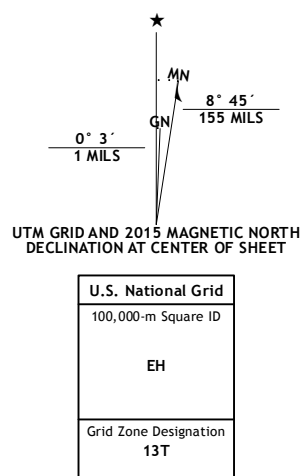 MN
8° 45´
155 MILS
GN
0° 3´
1 MILS
UTM GRID AND 2015 MAGNETIC NORTH
DECLINATION AT CENTER OF SHEET
U.S. National Grid
100,000-m Square ID
EH
Grid Zone Designation
13T